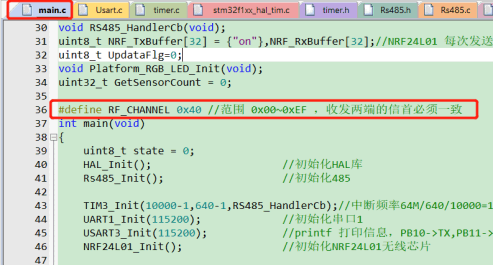 main.c Usart.c timer.c stm32f1xx_hal_tim.c timer.h Rs485.h Rs485.c
30 void RS485_HandlerCb(void);
31 uint8_t NRF_TxBuffer[32] = {"on"},NRF_RxBuffer[32];//NRF24L01 每次发送
32 uint8_t UpdataFlg=0;
33 void Platform_RGB_LED_Init(void);
34 uint32_t GetSensorCount = 0;
35
36 #define RF_CHANNEL 0x40 //范围 0x00~0xEF ，收发两端的信首必须一致
37 int main(void)
38 {
39 uint8_t state = 0;
40 HAL_Init(); //初始化HAL库
41 Rs485_Init(); //初始化485
42
43 TIM3_Init(10000-1,640-1,RS485_HandlerCb);//中断频率64M/640/10000=1
44 UART1_Init(115200); //初始化串口1
45 USART3_Init(115200); //printf 打印信息，PB10->TX,PB11->
46 NRF24L01_Init(); //初始化NRF24L01无线芯片